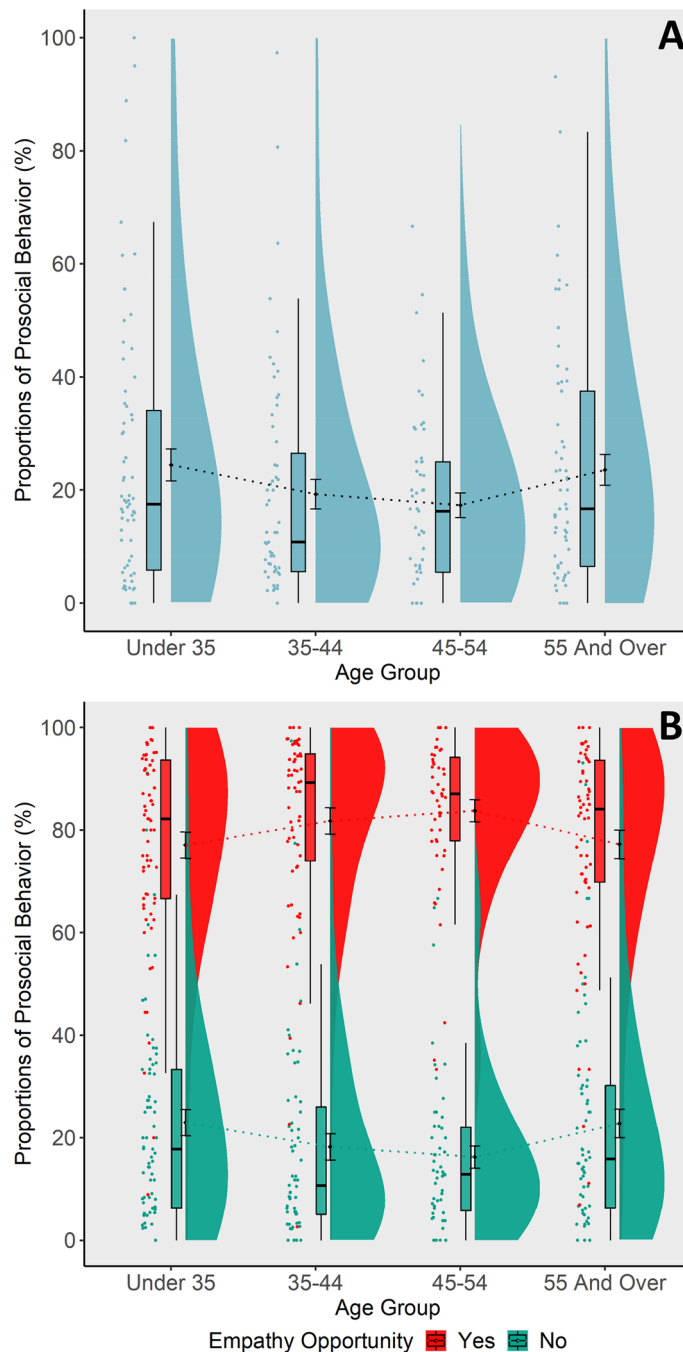 A
Proportions of Prosocial Behavior (%)
100
80
60
40
20
0
Under 35 35-44 45-54 55 And Over
Age Group
B
Proportions of Prosocial Behavior (%)
100
80
60
40
20
0
Under 35 35-44 45-54 55 And Over
Age Group
Empathy Opportunity Yes No